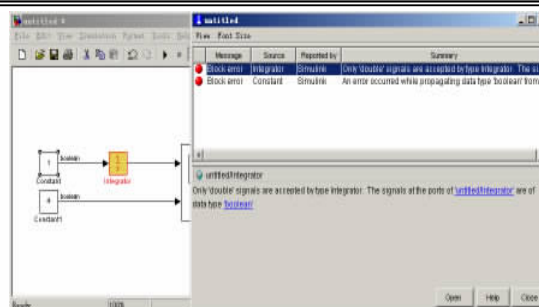 untitled *
File Edit View Simulation Format Tools Help
100%
boolean
1
Constant
Integrator
boolean
Constant1
Ready
untitled
View Font Size
Message Source Reported by Summary
Block error Integrator Simulink Only 'double' signals are accepted by type Integrator. The si
Block error Constant Simulink An error occurred while propagating data type 'boolean' from
untitled/Integrator
Only 'double' signals are accepted by type Integrator. The signals at the ports of 'untitled/Integrator' are of
data type 'boolean'
Open Help Close